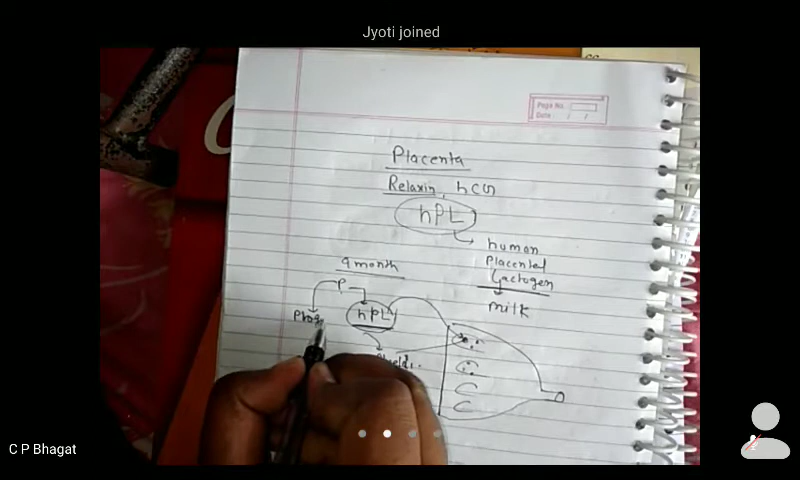 Jyoti joined
Page No.
Date / /
Placenta
Relaxin, hCG
hPL
human
Placental
Lactogen
milk
9 month
P
hPL
Prog
C P Bhagat